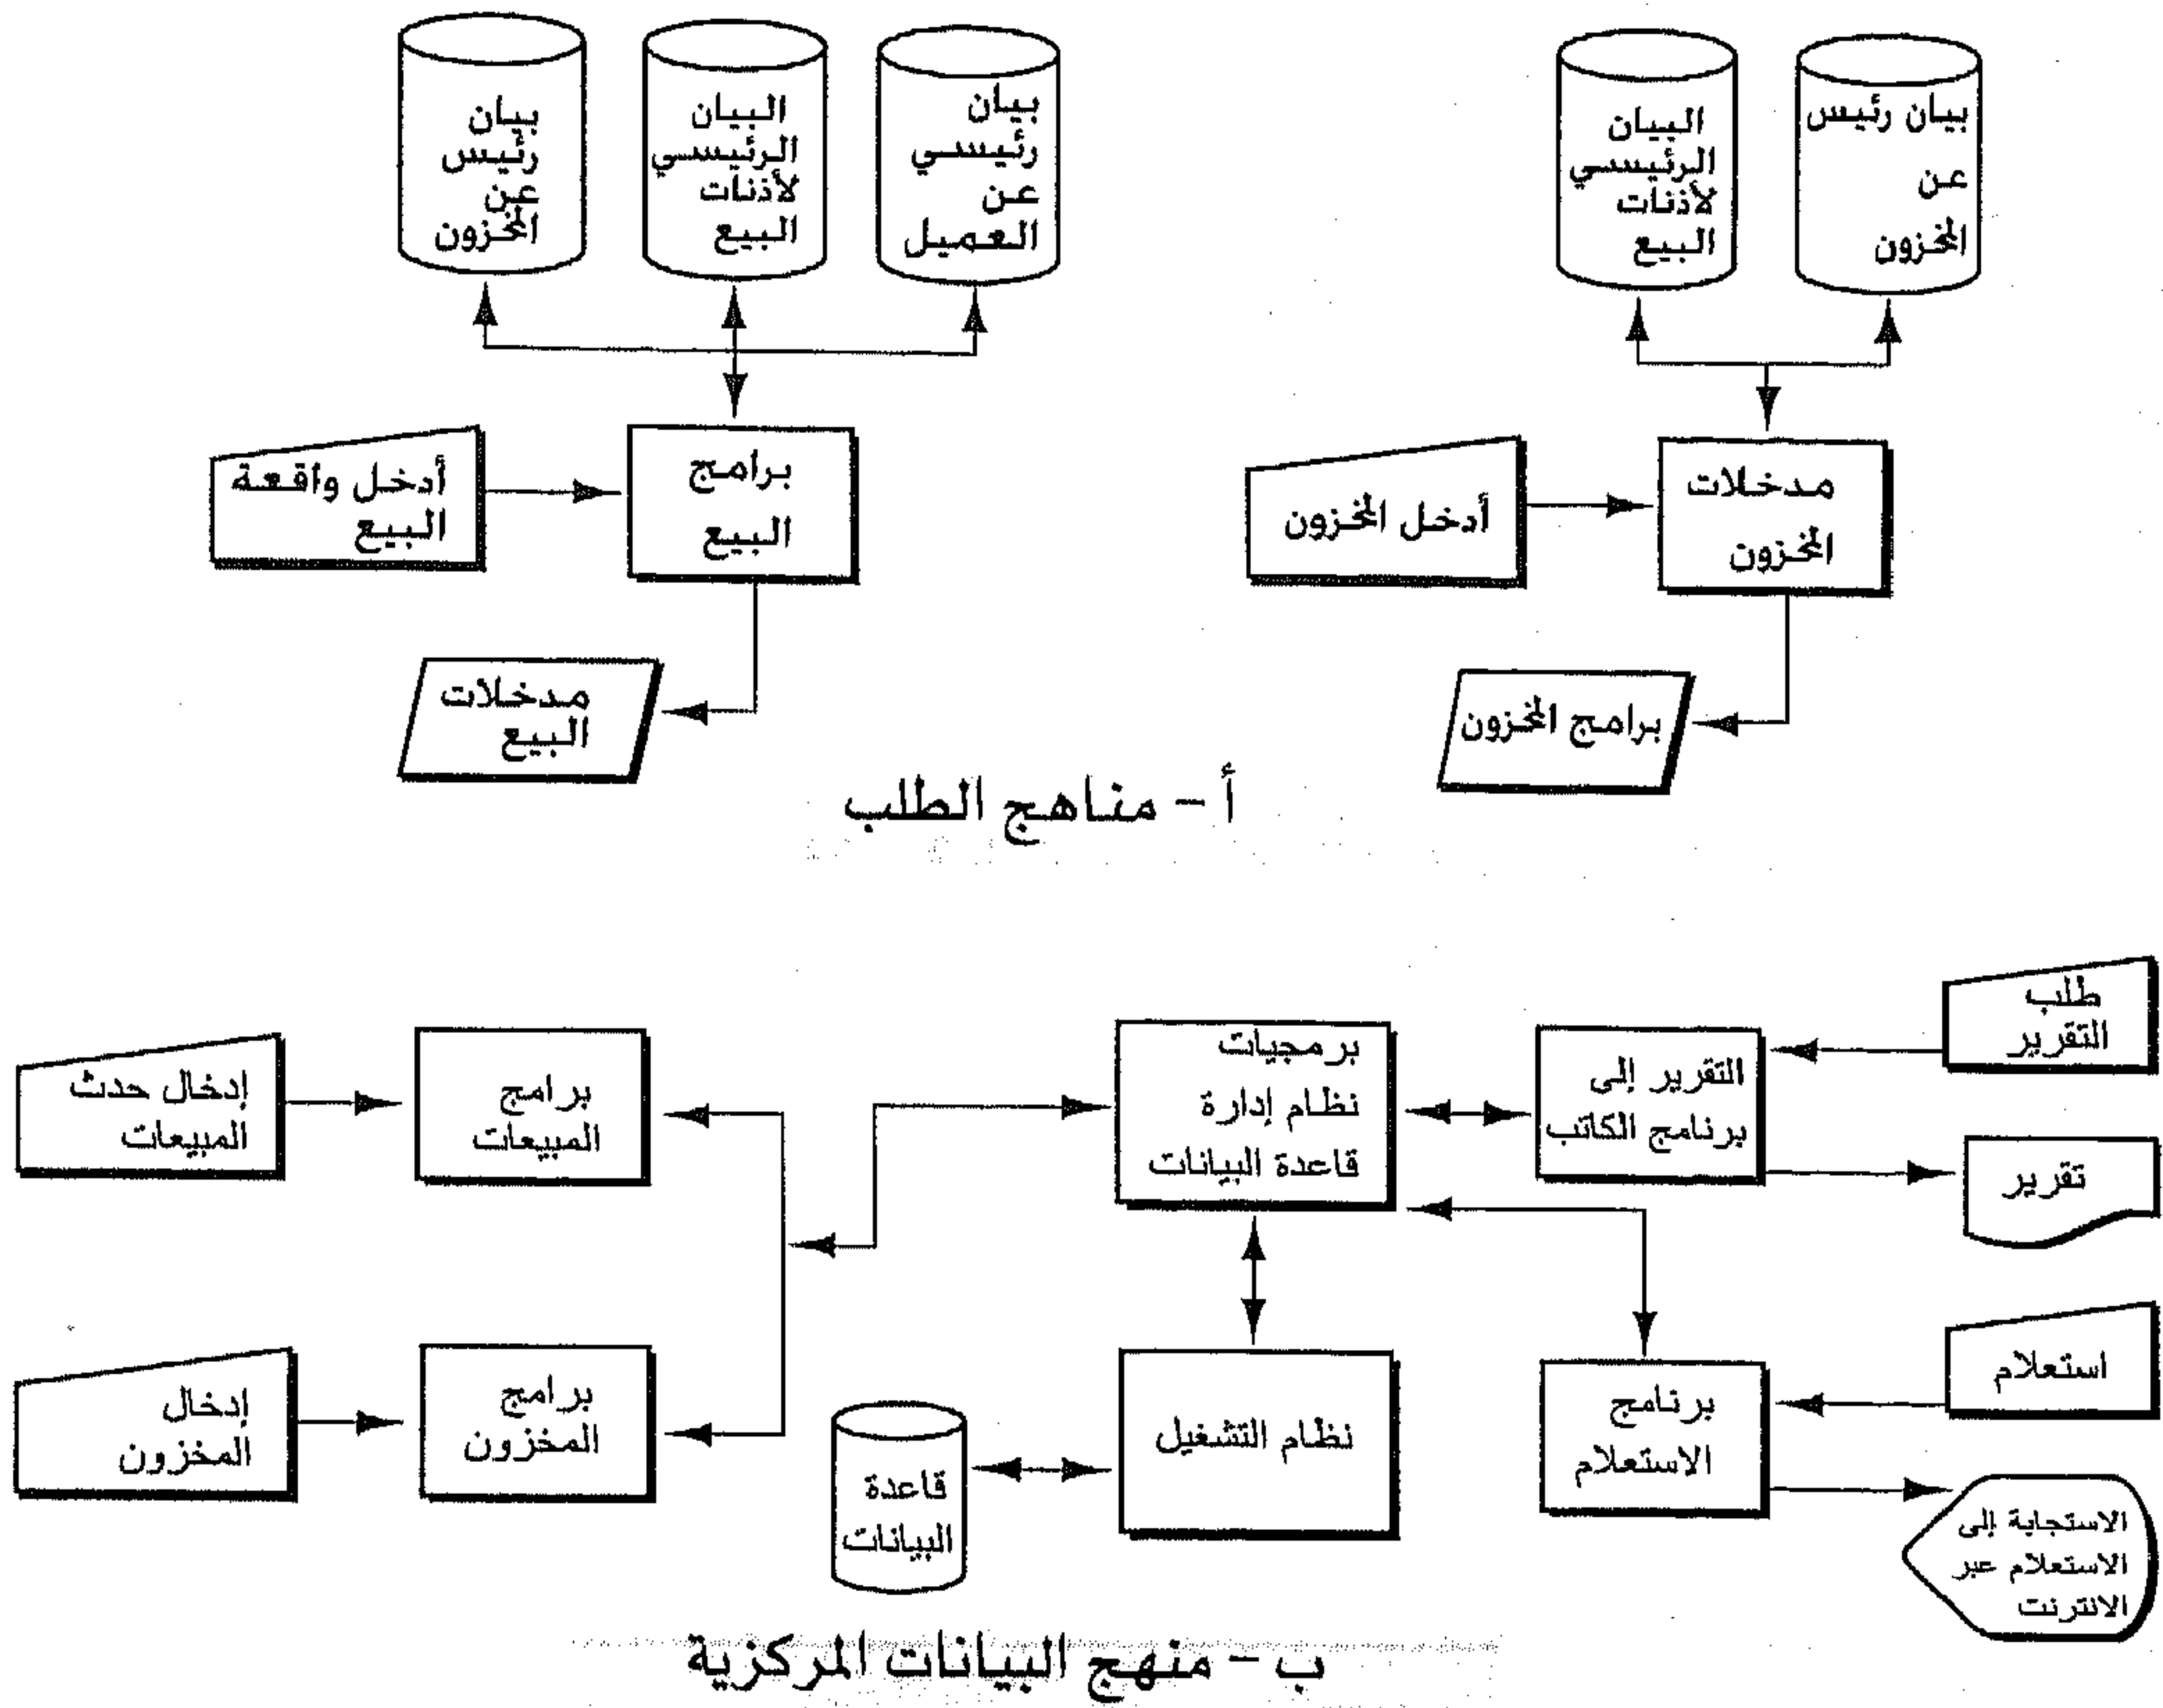 بيان رئيس
عن
المخزون
البيان
الرئيسي
لأذنات
البيع
بيان
رئيسي
عن
العميل
البيان
الرئيسي
لأذنات
البيع
بيان
رئيس
عن
المخزون
مدخلات
المخزون
أدخل المخزون
برامج المخزون
برامج
البيع
أدخل واقعة
البيع
مدخلات
البيع
أ - مناهج الطلب
طلب
التقرير
التقرير إلى
برنامج الكاتب
تقرير
برمجيات
نظام إدارة
قاعدة البيانات
برامج
المبيعات
إدخال حدث
المبيعات
استعلام
برنامج
الاستعلام
الاستجابة إلى
الاستعلام عبر
الانترنت
نظام التشغيل
قاعدة
البيانات
برامج
المخزون
إدخال
المخزون
ب - منهج البيانات المركزية